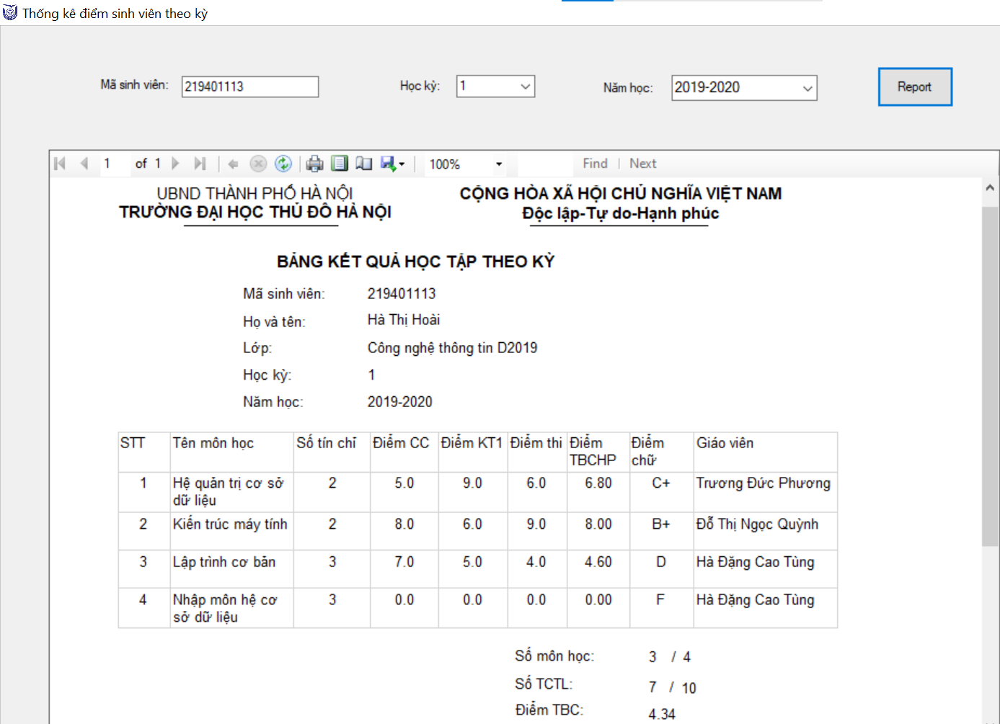 Thống kê điểm sinh viên theo kỳ
Mã sinh viên: 219401113 Học kỳ: 1 Năm học: 2019-2020 Report
1 of 1 100% Find | Next
UBND THÀNH PHỐ HÀ NỘI CỘNG HÒA XÃ HỘI CHỦ NGHĨA VIỆT NAM
TRƯỜNG ĐẠI HỌC THỦ ĐÔ HÀ NỘI Độc lập-Tự do-Hạnh phúc
BẢNG KẾT QUẢ HỌC TẬP THEO KỲ
Mã sinh viên: 219401113
Họ và tên: Hà Thị Hoài
Lớp: Công nghệ thông tin D2019
Học kỳ: 1
Năm học: 2019-2020
STT Tên môn học Số tín chỉ Điểm CC Điểm KT1 Điểm thi Điểm TBCHP Điểm chữ Giáo viên
1 Hệ quản trị cơ sở dữ liệu 2 5.0 9.0 6.0 6.80 C+ Trương Đức Phương
2 Kiến trúc máy tính 2 8.0 6.0 9.0 8.00 B+ Đỗ Thị Ngọc Quỳnh
3 Lập trình cơ bản 3 7.0 5.0 4.0 4.60 D Hà Đặng Cao Tùng
4 Nhập môn hệ cơ sở dữ liệu 3 0.0 0.0 0.0 0.00 F Hà Đặng Cao Tùng
Số môn học: 3 / 4
Số TCTL: 7 / 10
Điểm TBC: 4.34